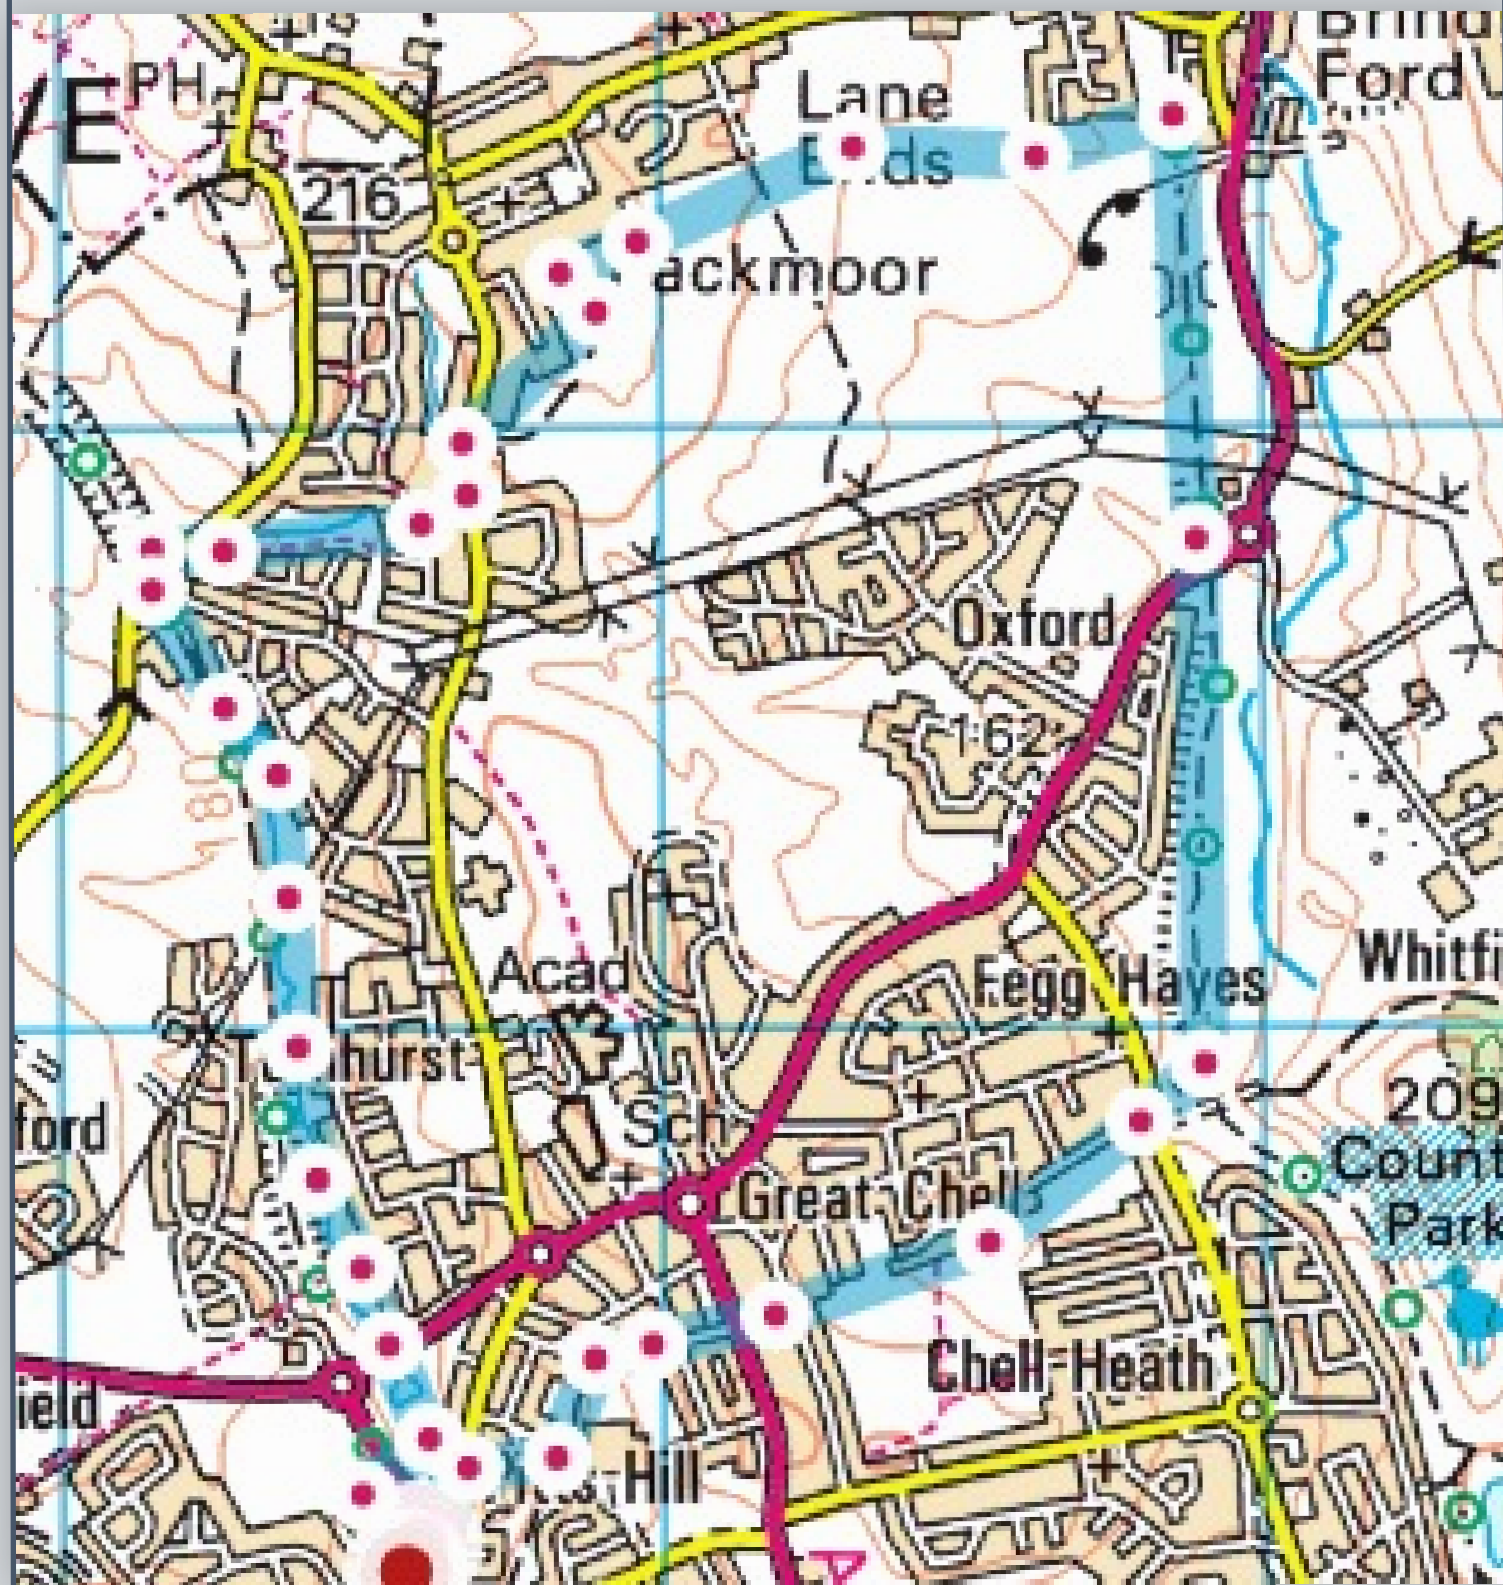 PH
Lane
Ford
216
ackmoor
Oxford
162
Acad
Fegg Hayes
Whitfi
hurst
209
ford
Sch
Count
Great Chell
Park
Chell Heath
ield
Hill
A